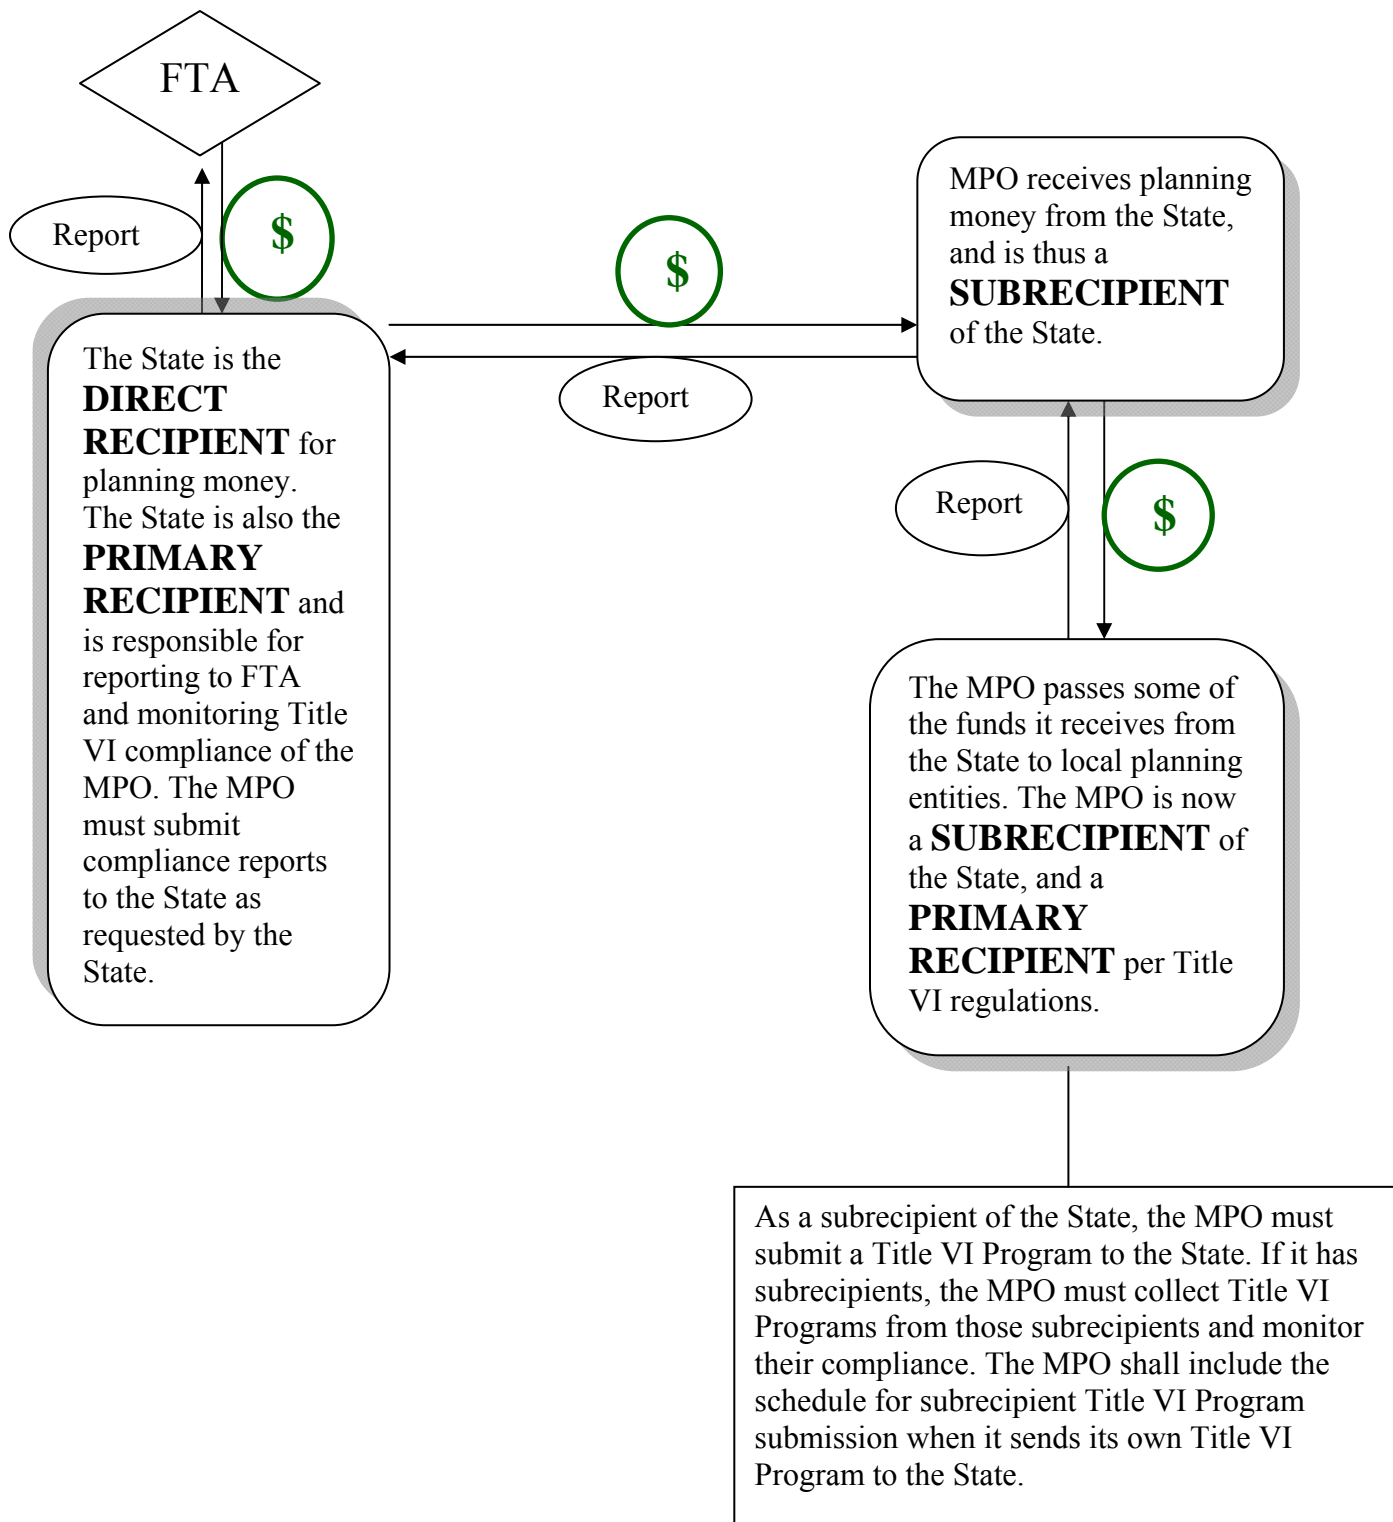 FTA
Report
$
$
Report
The State is the
DIRECT
RECIPIENT for
planning money.
The State is also the
PRIMARY
RECIPIENT and
is responsible for
reporting to FTA
and monitoring Title
VI compliance of the
MPO. The MPO
must submit
compliance reports
to the State as
requested by the
State.
MPO receives planning
money from the State,
and is thus a
SUBRECIPIENT
of the State.
Report
$
The MPO passes some of
the funds it receives from
the State to local planning
entities. The MPO is now
a SUBRECIPIENT of
the State, and a
PRIMARY
RECIPIENT per Title
VI regulations.
As a subrecipient of the State, the MPO must
submit a Title VI Program to the State. If it has
subrecipients, the MPO must collect Title VI
Programs from those subrecipients and monitor
their compliance. The MPO shall include the
schedule for subrecipient Title VI Program
submission when it sends its own Title VI
Program to the State.